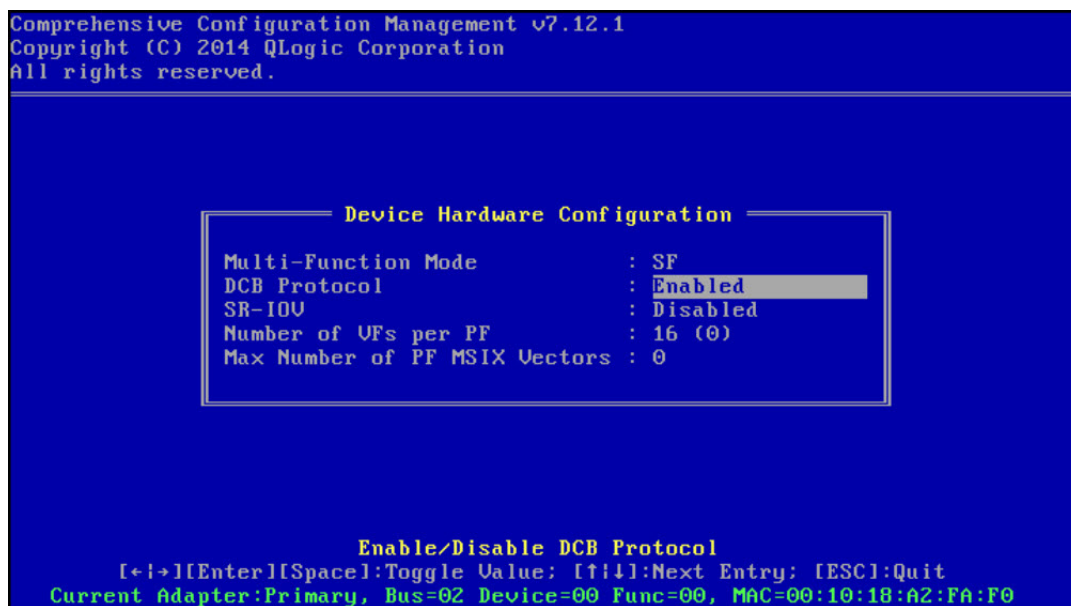 Comprehensive Configuration Management v7.12.1
Copyright (C) 2014 QLogic Corporation
All rights reserved.
Device Hardware Configuration
Multi-Function Mode : SF
DCB Protocol : Enabled
SR-IOV : Disabled
Number of VFs per PF : 16 (0)
Max Number of PF MSIX Vectors : 0
Enable/Disable DCB Protocol
[←|→][Enter][Space]:Toggle Value; [↑|↓]:Next Entry; [ESC]:Quit
Current Adapter:Primary, Bus=02 Device=00 Func=00, MAC=00:10:18:A2:FA:F0